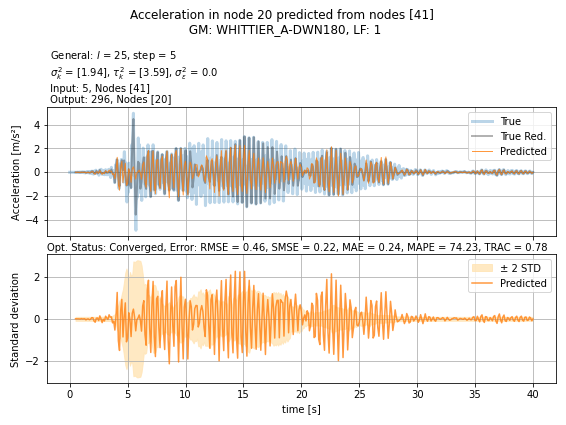 Acceleration in node 20 predicted from nodes [41]
GM: WHITTIER_A-DWN180, LF: 1
General: l = 25, step = 5
σ²ₖ = [1.94], τ²ₖ = [3.59], σ²ε = 0.0
Input: 5, Nodes [41]
Output: 296, Nodes [20]
Acceleration [m/s²]
4
2
0
−2
−4
True
True Red.
Predicted
Opt. Status: Converged, Error: RMSE = 0.46, SMSE = 0.22, MAE = 0.24, MAPE = 74.23, TRAC = 0.78
Standard deviation
2
0
−2
± 2 STD
Predicted
0 5 10 15 20 25 30 35 40
time [s]